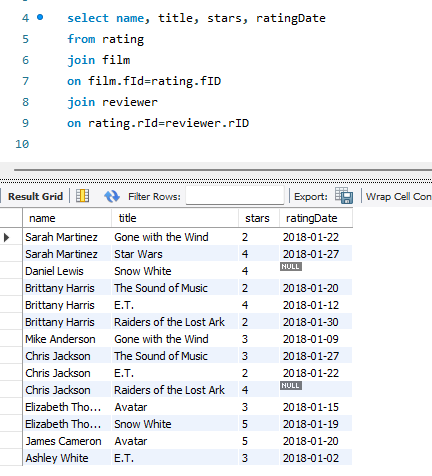 4 select name, title, stars, ratingDate
5 from rating
6 join film
7 on film.fId=rating.fID
8 join reviewer
9 on rating.rId=reviewer.rID
10
Result Grid Filter Rows: Export: Wrap Cell Con
name title stars ratingDate
Sarah Martinez Gone with the Wind 2 2018-01-22
Sarah Martinez Star Wars 4 2018-01-27
Daniel Lewis Snow White 4 NULL
Brittany Harris The Sound of Music 2 2018-01-20
Brittany Harris E.T. 4 2018-01-12
Brittany Harris Raiders of the Lost Ark 2 2018-01-30
Mike Anderson Gone with the Wind 3 2018-01-09
Chris Jackson The Sound of Music 3 2018-01-27
Chris Jackson E.T. 2 2018-01-22
Chris Jackson Raiders of the Lost Ark 4 NULL
Elizabeth Tho... Avatar 3 2018-01-15
Elizabeth Tho... Snow White 5 2018-01-19
James Cameron Avatar 5 2018-01-20
Ashley White E.T. 3 2018-01-02